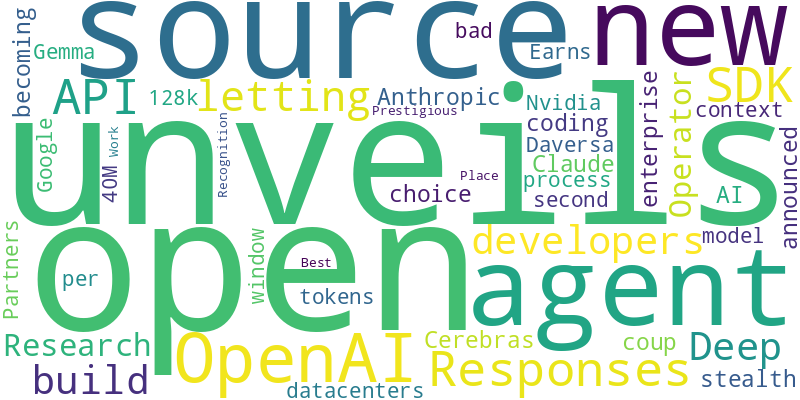 source
new
bad
becoming
Gemma
Earns
API
128k
letting
Anthropic
SDK
Prestigious
Nvidia
context
unveils
coding
enterprise
Operator
Google
Work
Recognition
Daversa
Claude
announced
40M
Place
process
choice
second
AI
open
developers
model
Partners
window
Best
per
tokens
agent
Research
OpenAI
Cerebras
coup
Deep
build
Responses
stealth
datacenters